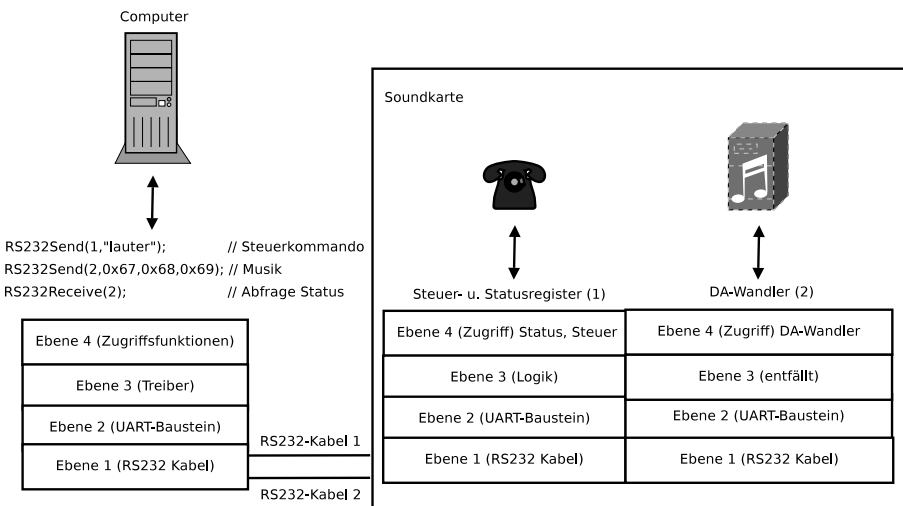 Computer
Soundkarte
RS232Send(1,"lauter"); // Steuerkommando
RS232Send(2,0x67,0x68,0x69); // Musik
RS232Receive(2); // Abfrage Status
Steuer- u. Statusregister (1)
DA-Wandler (2)
Ebene 4 (Zugriffsfunktionen)
Ebene 3 (Treiber)
Ebene 2 (UART-Baustein)
Ebene 1 (RS232 Kabel)
RS232-Kabel 1
RS232-Kabel 2
Ebene 4 (Zugriff) Status, Steuer
Ebene 3 (Logik)
Ebene 2 (UART-Baustein)
Ebene 1 (RS232 Kabel)
Ebene 4 (Zugriff) DA-Wandler
Ebene 3 (entfällt)
Ebene 2 (UART-Baustein)
Ebene 1 (RS232 Kabel)